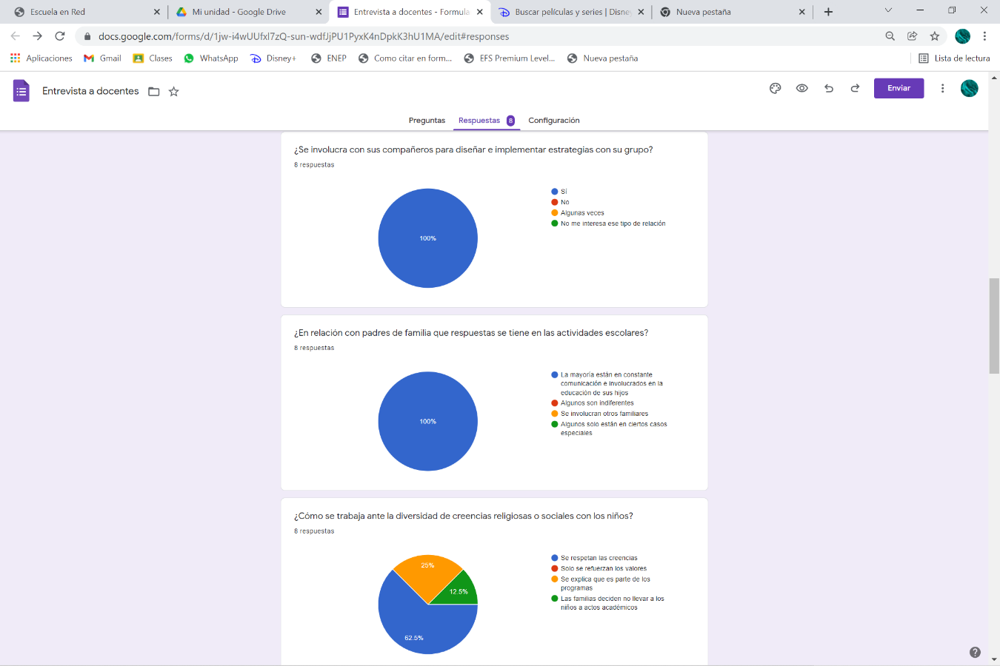 Escuela en Red
Mi unidad - Google Drive
Entrevista a docentes - Formula
Buscar películas y series | Disne
Nueva pestaña
docs.google.com/forms/d/1jw-i4wUUfxl7zQ-sun-wdfJjPU1PyxK4nDpkK3hU1MA/edit#responses
Aplicaciones
Gmail
Clases
WhatsApp
Disney+
ENEP
Como citar en form...
EFS Premium Level...
Nueva pestaña
Lista de lectura
Entrevista a docentes
Enviar
Preguntas
Respuestas 8
Configuración
¿Se involucra con sus compañeros para diseñar e implementar estrategias con su grupo?
8 respuestas
100%
Sí
No
Algunas veces
No me interesa ese tipo de relación
¿En relación con padres de familia que respuestas se tiene en las actividades escolares?
8 respuestas
100%
La mayoría están en constante
comunicación e involucrados en la
educación de sus hijos
Algunos son indiferentes
Se involucran otros familiares
Algunos solo están en ciertos casos
especiales
¿Cómo se trabaja ante la diversidad de creencias religiosas o sociales con los niños?
8 respuestas
25%
12.5%
62.5%
Se respetan las creencias
Solo se refuerzan los valores
Se explica que es parte de los
programas
Las familias deciden no llevar a los
niños a actos académicos